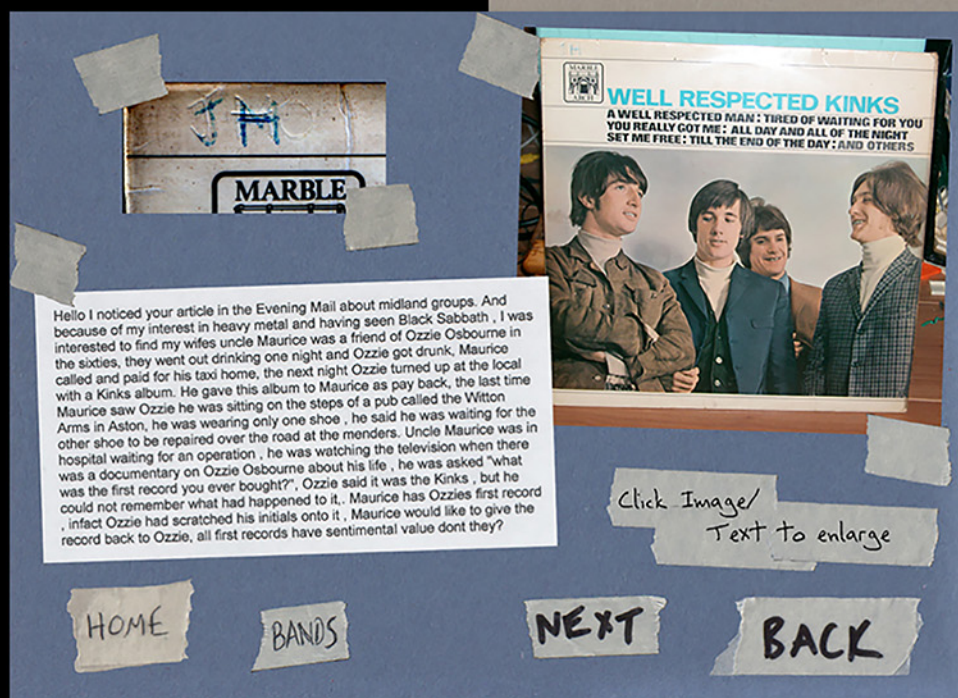 JH
MARBLE
MARBLE
ARCH
WELL RESPECTED KINKS
A WELL RESPECTED MAN : TIRED OF WAITING FOR YOU
YOU REALLY GOT ME : ALL DAY AND ALL OF THE NIGHT
SET ME FREE : TILL THE END OF THE DAY : AND OTHERS
Hello I noticed your article in the Evening Mail about midland groups. And
because of my interest in heavy metal and having seen Black Sabbath , I was
interested to find my wifes uncle Maurice was a friend of Ozzie Osbourne in
the sixties, they went out drinking one night and Ozzie got drunk, Maurice
called and paid for his taxi home, the next night Ozzie turned up at the local
with a Kinks album. He gave this album to Maurice as pay back, the last time
Maurice saw Ozzie he was sitting on the steps of a pub called the Witton
Arms in Aston, he was wearing only one shoe , he said he was waiting for the
other shoe to be repaired over the road at the menders. Uncle Maurice was in
hospital waiting for an operation , he was watching the television when there
was a documentary on Ozzie Osbourne about his life , he was asked "what
was the first record you ever bought?", Ozzie said it was the Kinks , but he
could not remember what had happened to it,. Maurice has Ozzies first record
, infact Ozzie had scratched his initials onto it , Maurice would like to give the
record back to Ozzie, all first records have sentimental value dont they?
Click Image/
Text to enlarge
HOME
BANDS
NEXT
BACK